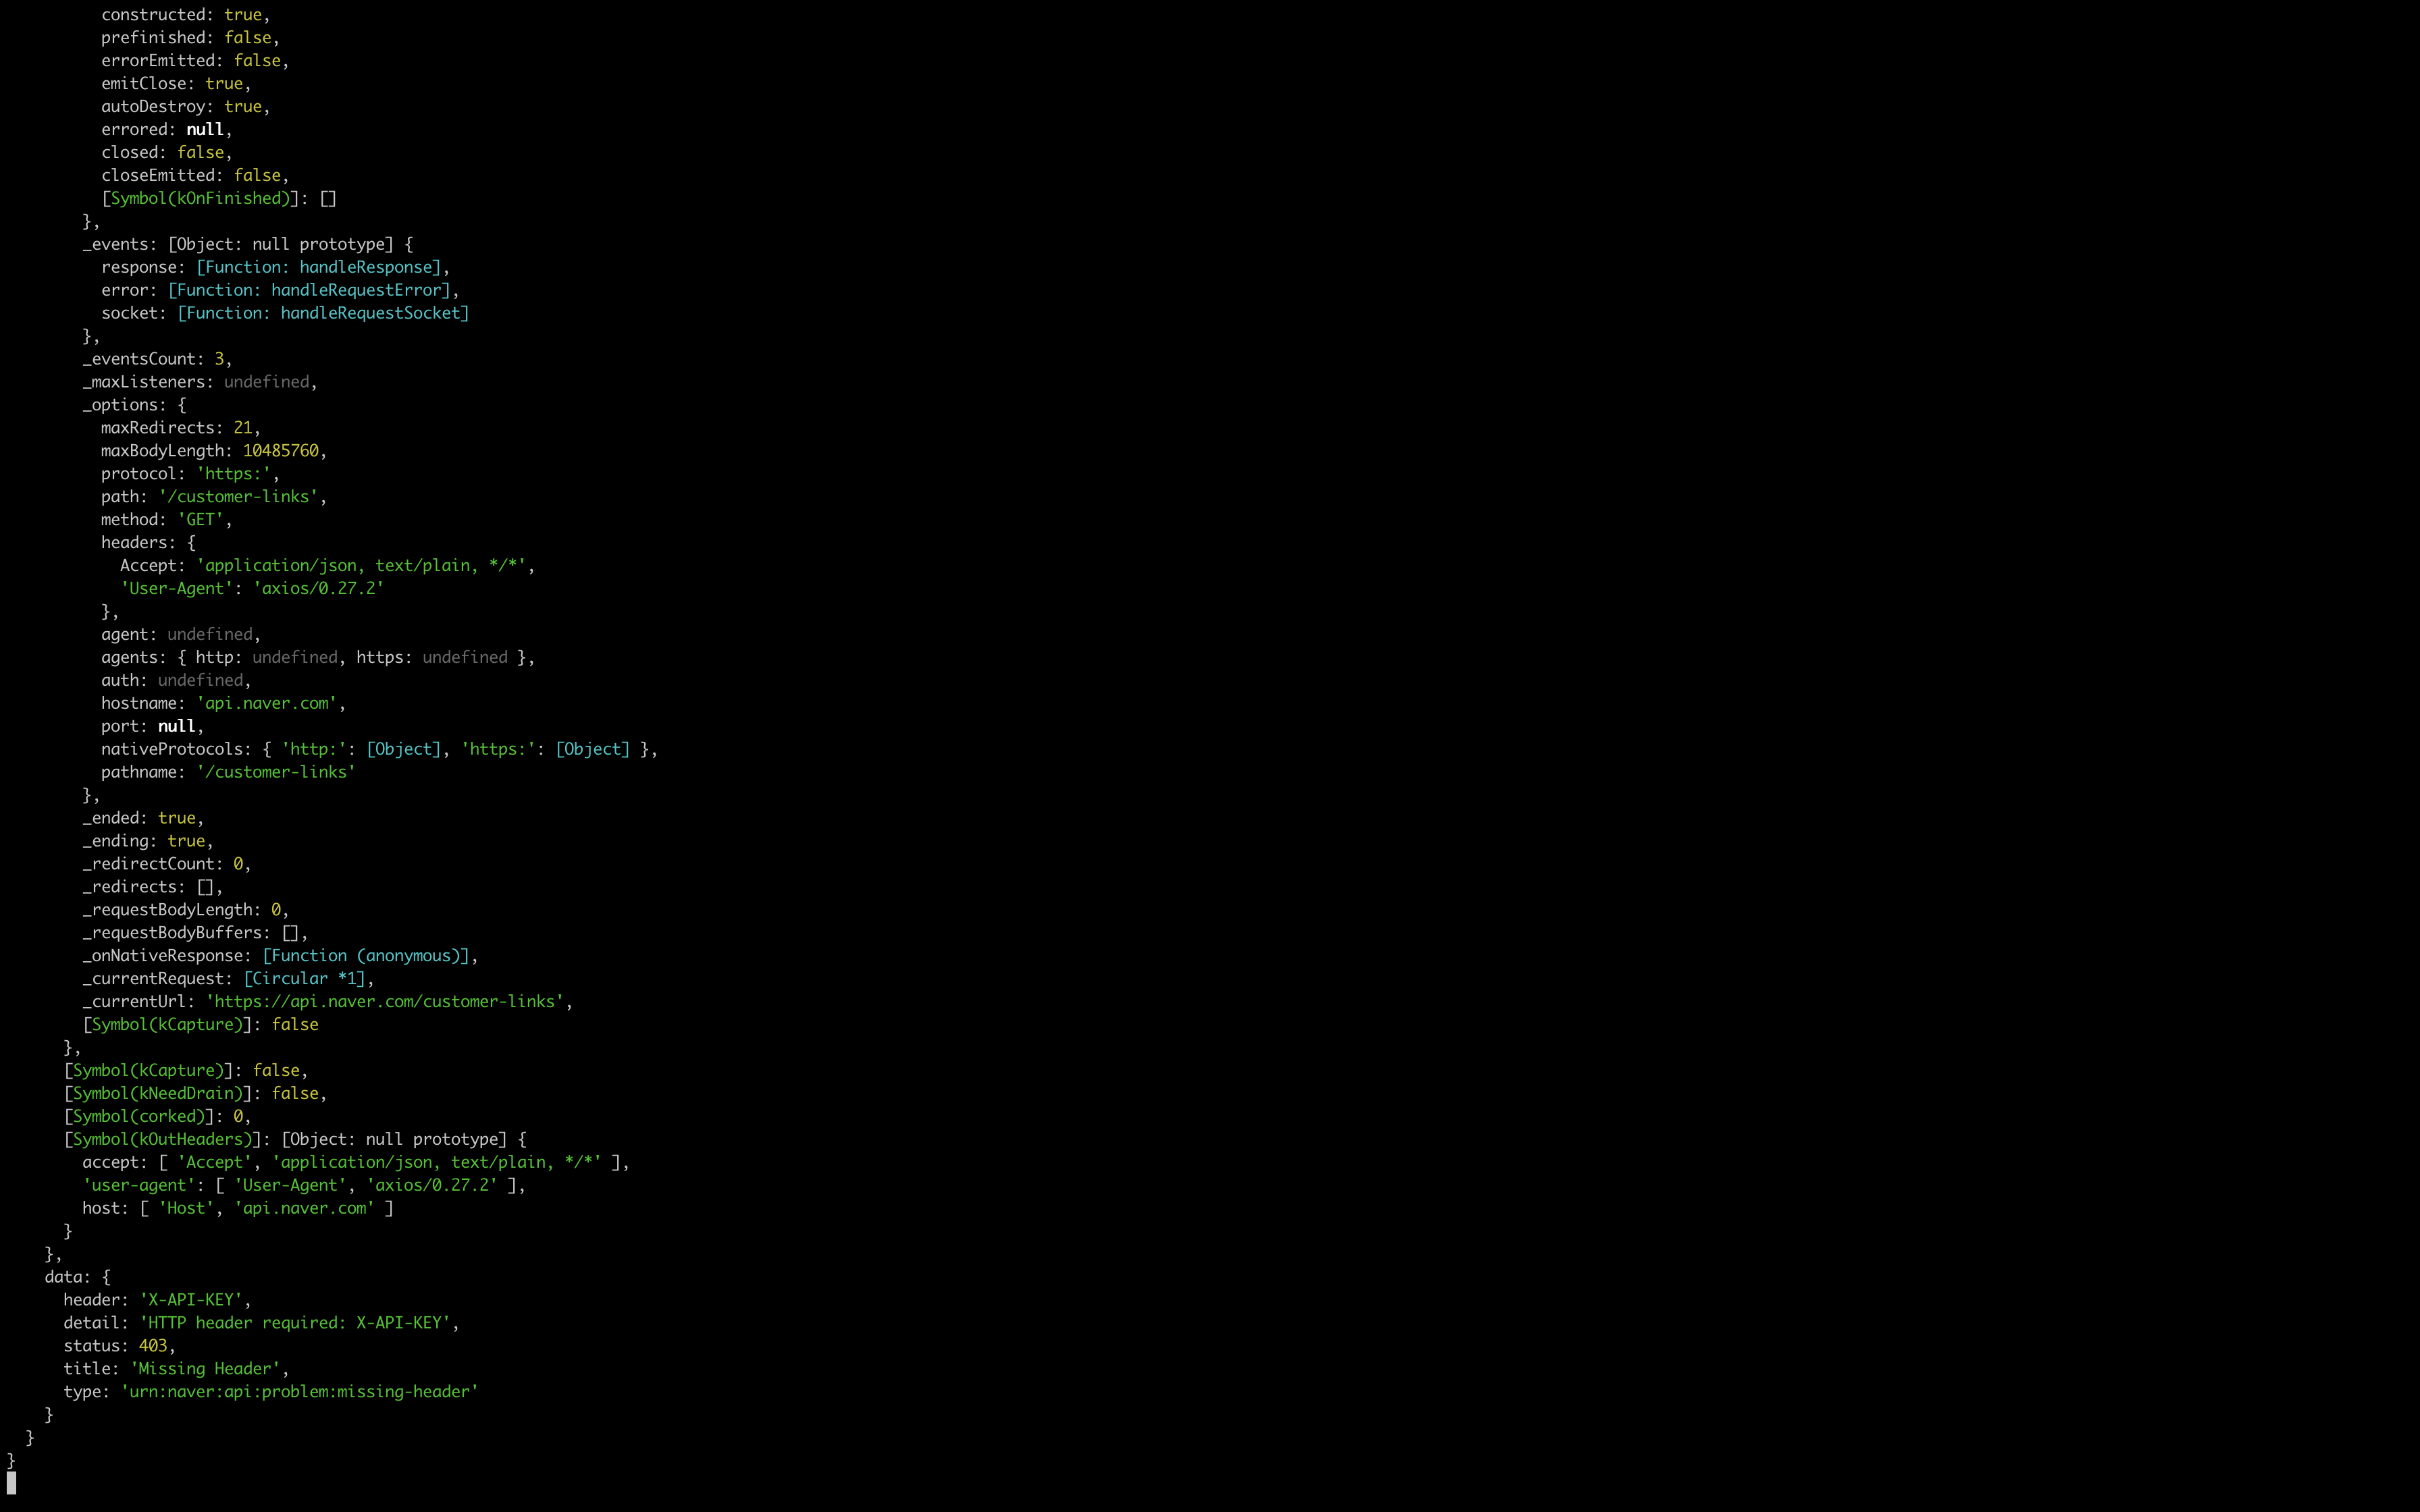 constructed: true,
prefinished: false,
errorEmitted: false,
emitClose: true,
autoDestroy: true,
errored: null,
closed: false,
closeEmitted: false,
[Symbol(kOnFinished)]: []
},
_events: [Object: null prototype] {
response: [Function: handleResponse],
error: [Function: handleRequestError],
socket: [Function: handleRequestSocket]
},
_eventsCount: 3,
_maxListeners: undefined,
_options: {
maxRedirects: 21,
maxBodyLength: 10485760,
protocol: 'https:',
path: '/customer-links',
method: 'GET',
headers: {
Accept: 'application/json, text/plain, */*',
'User-Agent': 'axios/0.27.2'
},
agent: undefined,
agents: { http: undefined, https: undefined },
auth: undefined,
hostname: 'api.naver.com',
port: null,
nativeProtocols: { 'http:': [Object], 'https:': [Object] },
pathname: '/customer-links'
},
_ended: true,
_ending: true,
_redirectCount: 0,
_redirects: [],
_requestBodyLength: 0,
_requestBodyBuffers: [],
_onNativeResponse: [Function (anonymous)],
_currentRequest: [Circular *1],
_currentUrl: 'https://api.naver.com/customer-links',
[Symbol(kCapture)]: false
},
[Symbol(kCapture)]: false,
[Symbol(kNeedDrain)]: false,
[Symbol(corked)]: 0,
[Symbol(kOutHeaders)]: [Object: null prototype] {
accept: [ 'Accept', 'application/json, text/plain, */*' ],
'user-agent': [ 'User-Agent', 'axios/0.27.2' ],
host: [ 'Host', 'api.naver.com' ]
}
},
data: {
header: 'X-API-KEY',
detail: 'HTTP header required: X-API-KEY',
status: 403,
title: 'Missing Header',
type: 'urn:naver:api:problem:missing-header'
}
}
}